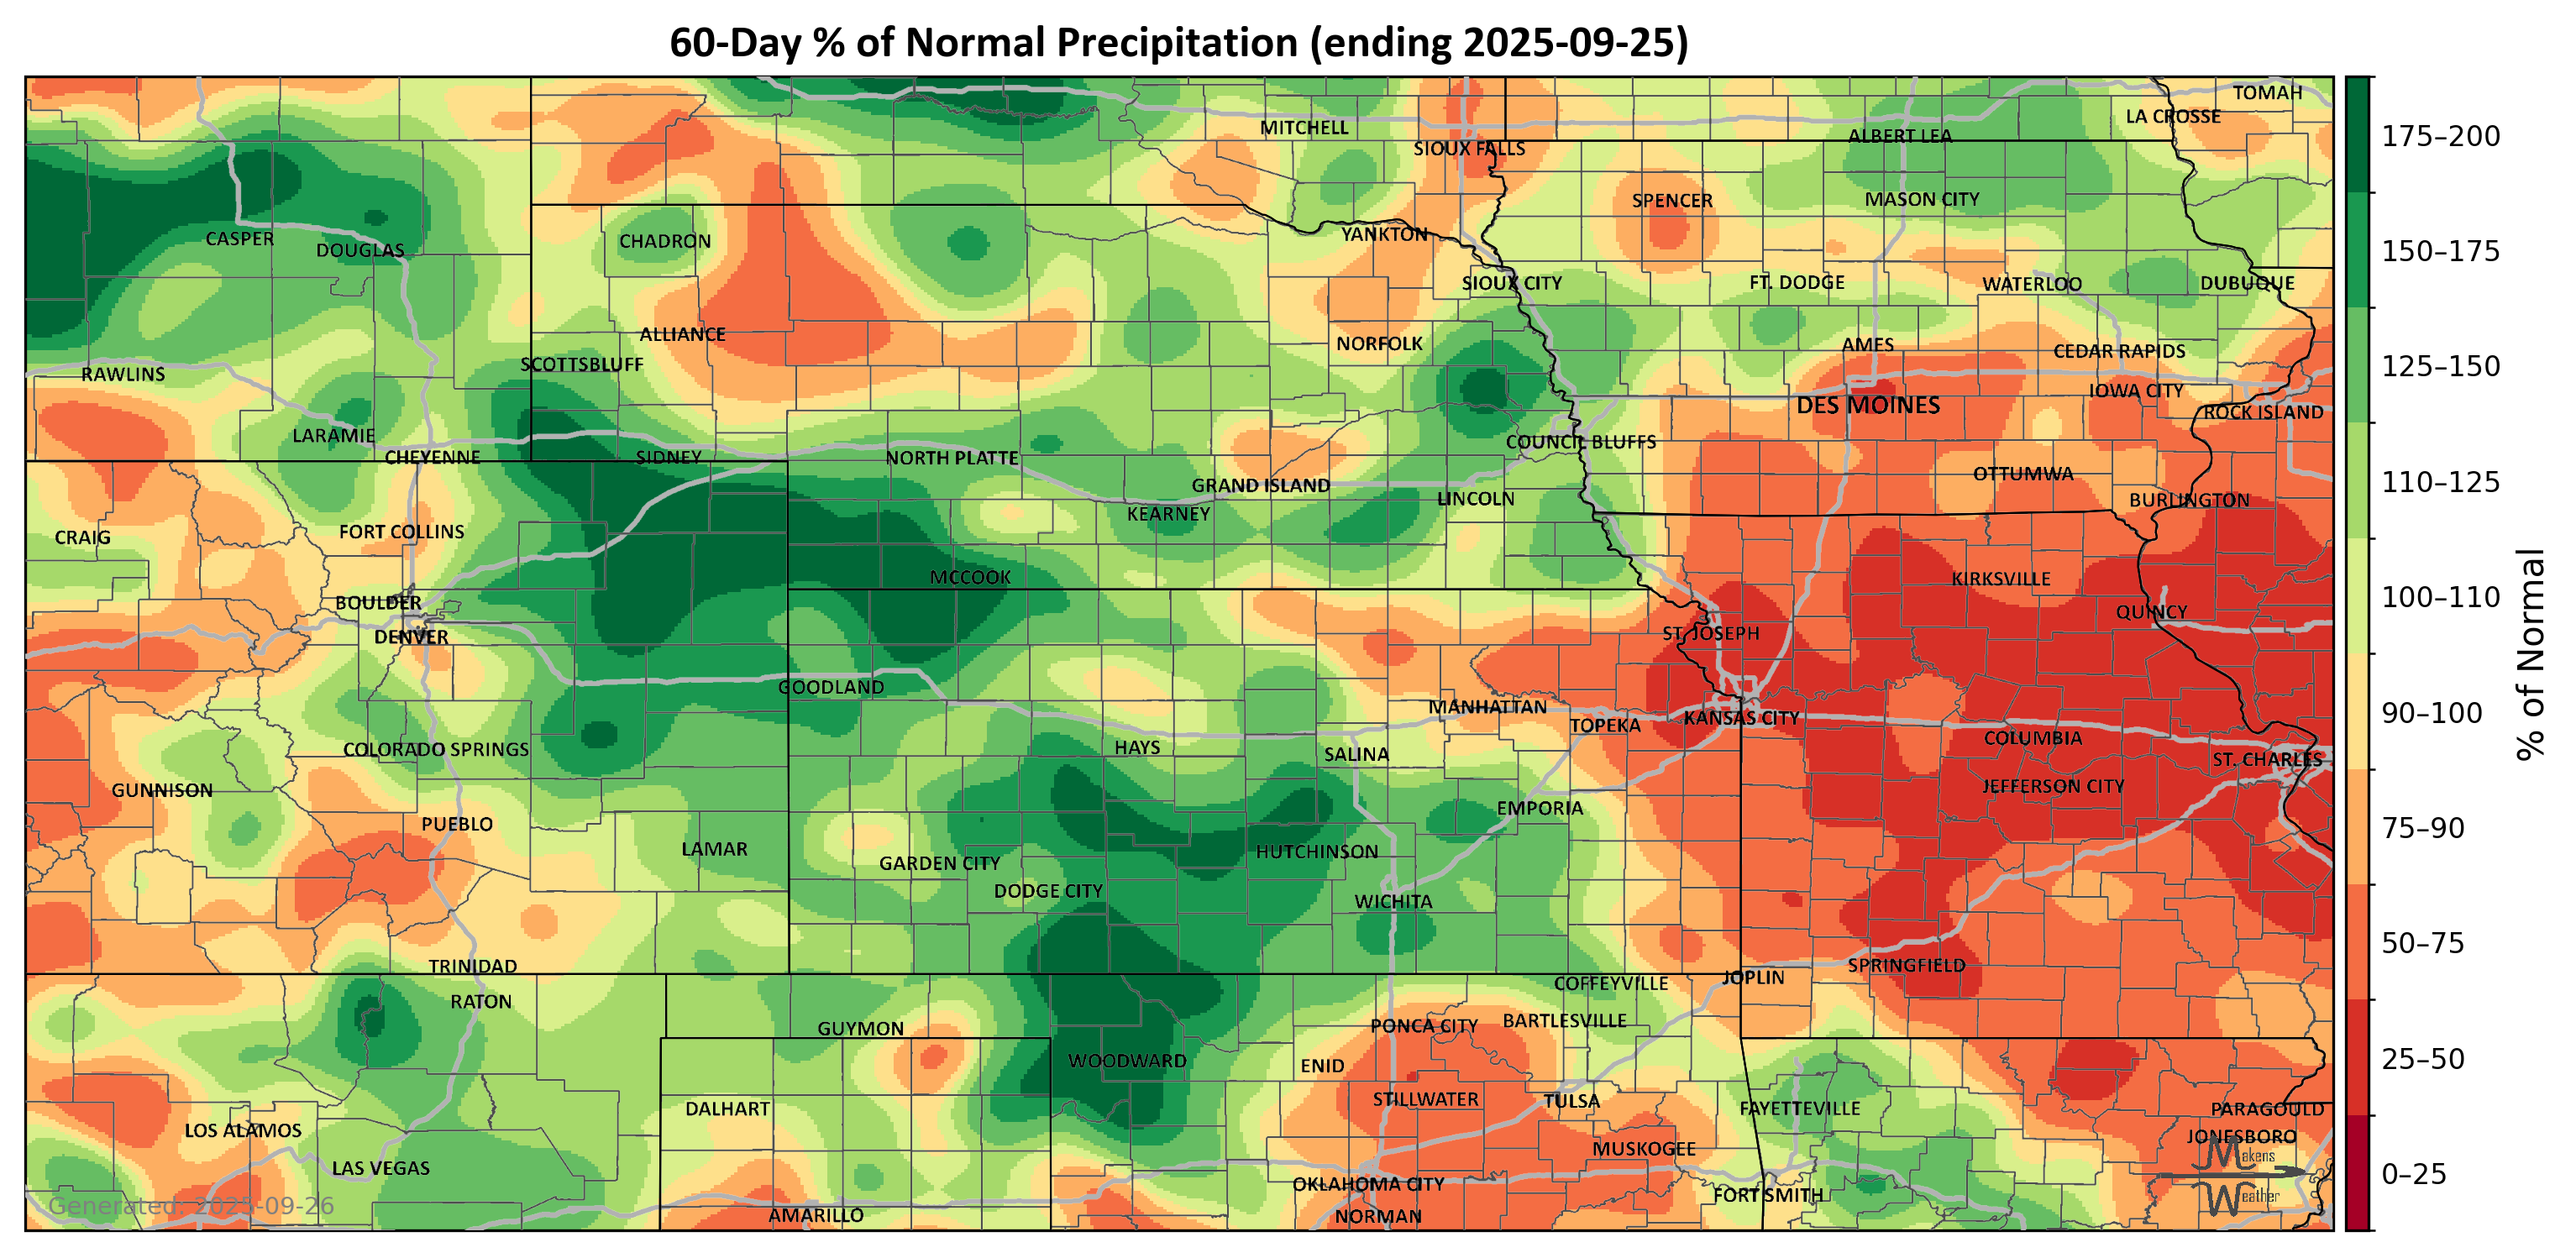 60-Day % of Normal Precipitation (ending 2025-09-25)
TOMAH
LA CROSSE
MITCHELL
ALBERT LEA
SIOUX FALLS
SPENCER
MASON CITY
CASPER
CHADRON
YANKTON
DOUGLAS
SIOUX CITY
FT. DODGE
WATERLOO
DUBUQUE
ALLIANCE
NORFOLK
AMES
CEDAR RAPIDS
SCOTTSBLUFF
RAWLINS
IOWA CITY
DES MOINES
ROCK ISLAND
LARAMIE
COUNCIL BLUFFS
CHEYENNE
SIDNEY
NORTH PLATTE
OTTUMWA
GRAND ISLAND
LINCOLN
BURLINGTON
KEARNEY
CRAIG
FORT COLLINS
MCCOOK
KIRKSVILLE
BOULDER
QUINCY
DENVER
ST. JOSEPH
GOODLAND
MANHATTAN
TOPEKA
KANSAS CITY
COLORADO SPRINGS
HAYS
SALINA
COLUMBIA
ST. CHARLES
GUNNISON
JEFFERSON CITY
EMPORIA
PUEBLO
LAMAR
GARDEN CITY
HUTCHINSON
DODGE CITY
WICHITA
TRINIDAD
SPRINGFIELD
JOPLIN
COFFEYVILLE
RATON
GUYMON
PONCA CITY
BARTLESVILLE
WOODWARD
ENID
DALHART
STILLWATER
TULSA
FAYETTEVILLE
PARAGOULD
LOS ALAMOS
JONESBORO
MUSKOGEE
LAS VEGAS
OKLAHOMA CITY
FORT SMITH
AMARILLO
NORMAN
Generated: 2025-09-26
Makens
Weather
175–200
150–175
125–150
110–125
100–110
90–100
75–90
50–75
25–50
0–25
% of Normal